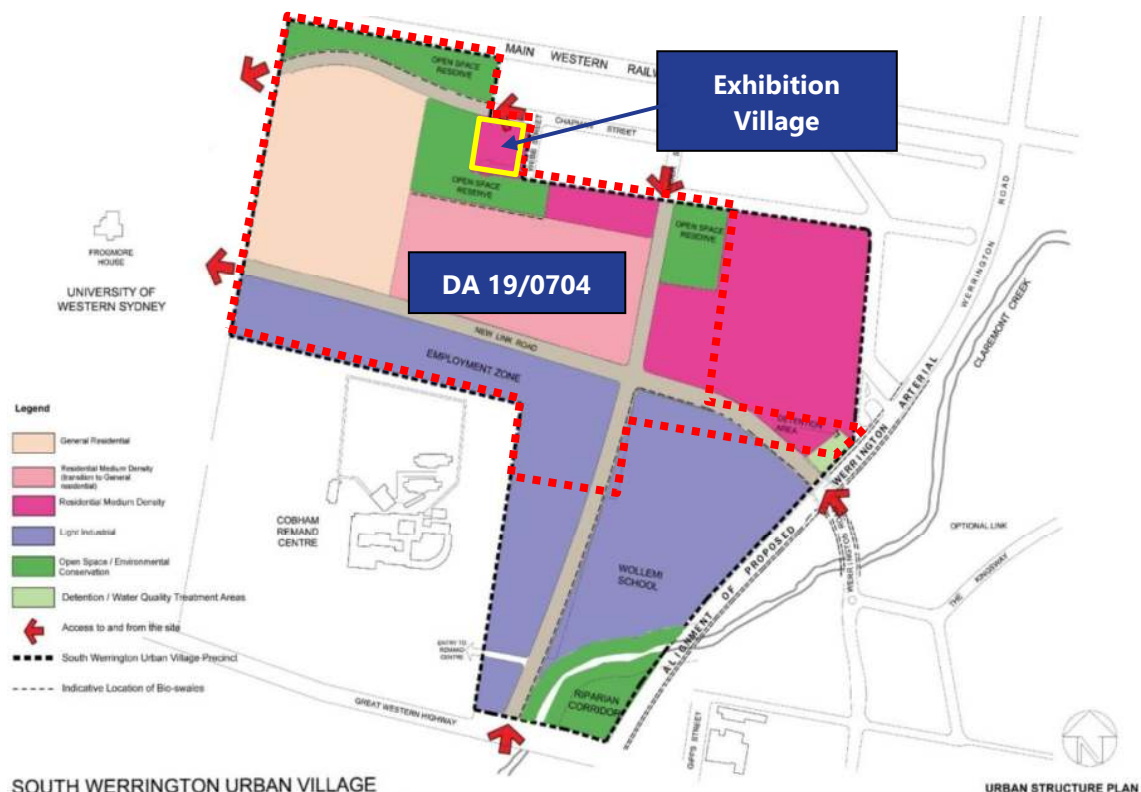 MAIN WESTERN
Exhibition
Village
OPEN SPACE
RESERVE
CHAPMAN STREET
STREET
OPEN SPACE
RESERVE
OPEN SPACE
RESERVE
FROGMORE
HOUSE
UNIVERSITY OF
WESTERN SYDNEY
DA 19/0704
WERRINGTON ROAD
CLAREMONT CREEK
NEW LINK ROAD
EMPLOYMENT ZONE
DETENTION
AREA
ALIGNMENT OF PROPOSED WERRINGTON ARTERIAL
Legend
General Residential
Residential Medium Density
(transition to General
residential)
Residential Medium Density
Light Industrial
Open Space / Environmental
Conservation
Detention / Water Quality Treatment Areas
Access to and from the site
South Werrington Urban Village Precinct
Indicative Location of Bio-swales
COBHAM
REMAND
CENTRE
WOLLEMI
SCHOOL
OPTIONAL LINK
THE KINGSWAY
WERRINGTON
ENTRY TO
REMAND
CENTRE
RIPARIAN
CORRIDOR
GREAT WESTERN HIGHWAY
GIPPS STREET
N
SOUTH WERRINGTON URBAN VILLAGE
URBAN STRUCTURE PLAN